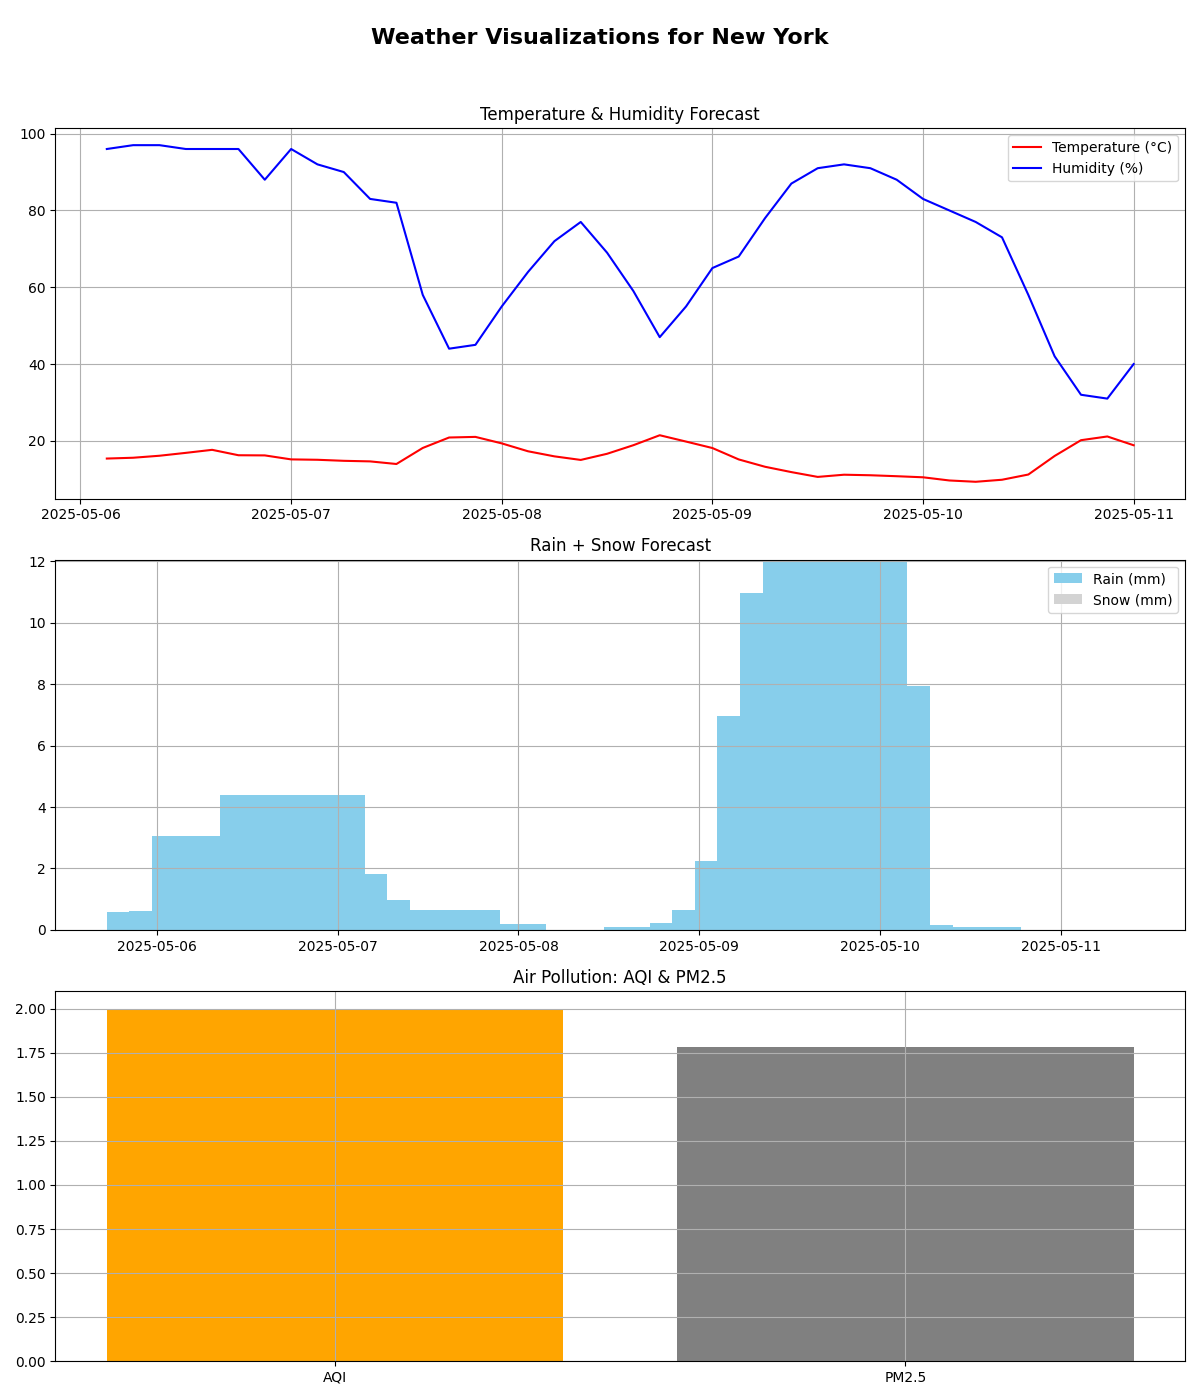 Weather Visualizations for New York
Temperature & Humidity Forecast
100
80
60
40
20
Temperature (°C)
Humidity (%)
2025-05-06 2025-05-07 2025-05-08 2025-05-09 2025-05-10 2025-05-11
Rain + Snow Forecast
12
10
8
6
4
2
0
Rain (mm)
Snow (mm)
2025-05-06 2025-05-07 2025-05-08 2025-05-09 2025-05-10 2025-05-11
Air Pollution: AQI & PM2.5
2.00
1.75
1.50
1.25
1.00
0.75
0.50
0.25
0.00
AQI PM2.5